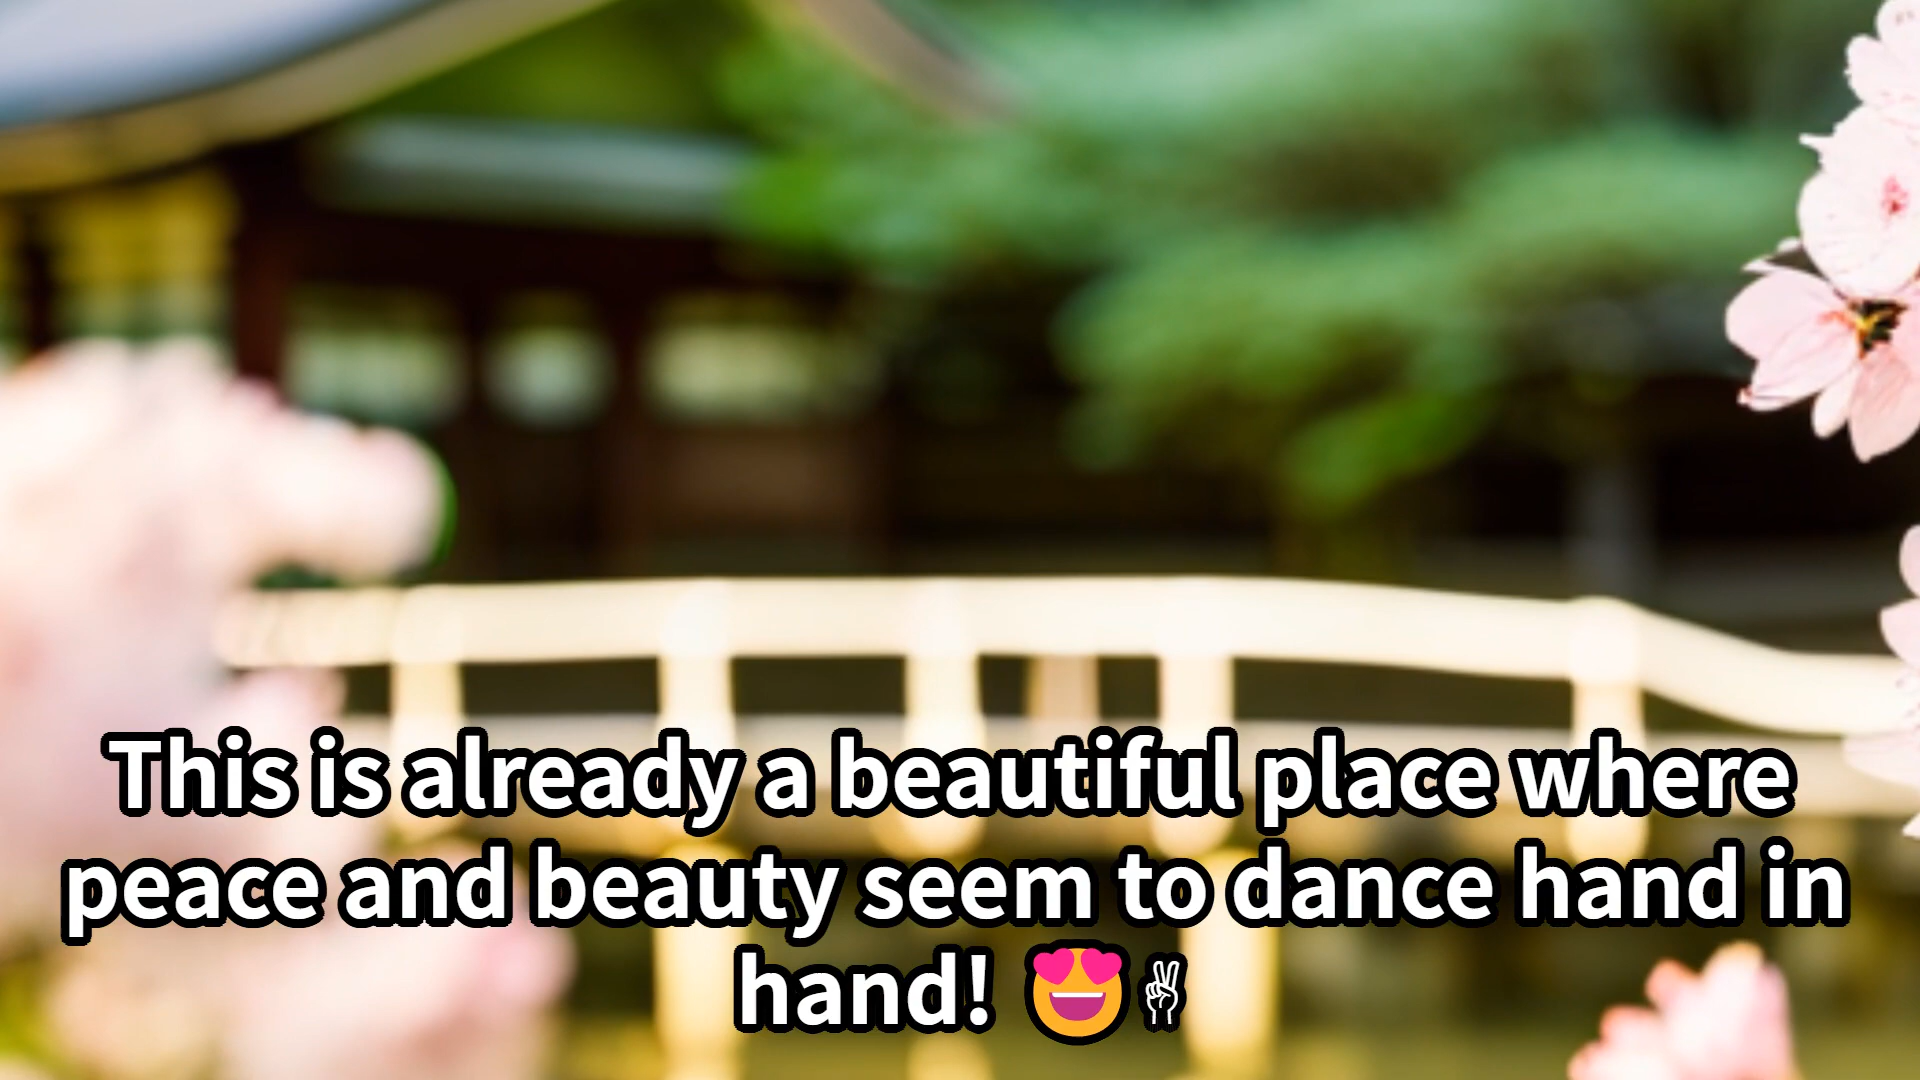 This is already a beautiful place where
peace and beauty seem to dance hand in
hand! 😍✌